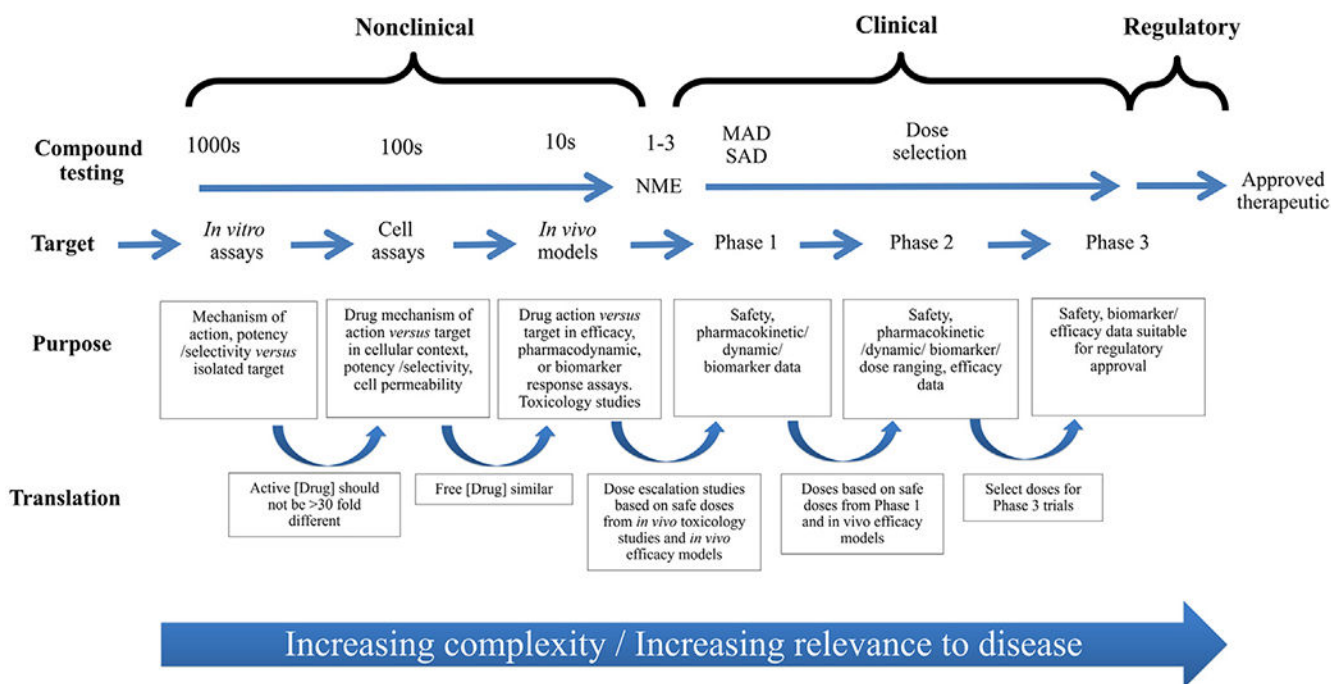 Nonclinical
Clinical
Regulatory
Compound
testing
1000s
100s
10s
1-3
NME
MAD
SAD
Dose
selection
Approved
therapeutic
Target
In vitro
assays
Cell
assays
In vivo
models
Phase 1
Phase 2
Phase 3
Purpose
Mechanism of
action, potency
/selectivity versus
isolated target
Drug mechanism of
action versus target
in cellular context,
potency /selectivity,
cell permeability
Drug action versus
target in efficacy,
pharmacodynamic,
or biomarker
response assays.
Toxicology studies
Safety,
pharmacokinetic/
dynamic/
biomarker data
Safety,
pharmacokinetic
/dynamic/ biomarker/
dose ranging, efficacy
data
Safety, biomarker/
efficacy data suitable
for regulatory
approval
Translation
Active [Drug] should
not be >30 fold
different
Free [Drug] similar
Dose escalation studies
based on safe doses
from in vivo toxicology
studies and in vivo
efficacy models
Doses based on safe
doses from Phase 1
and in vivo efficacy
models
Select doses for
Phase 3 trials
Increasing complexity / Increasing relevance to disease